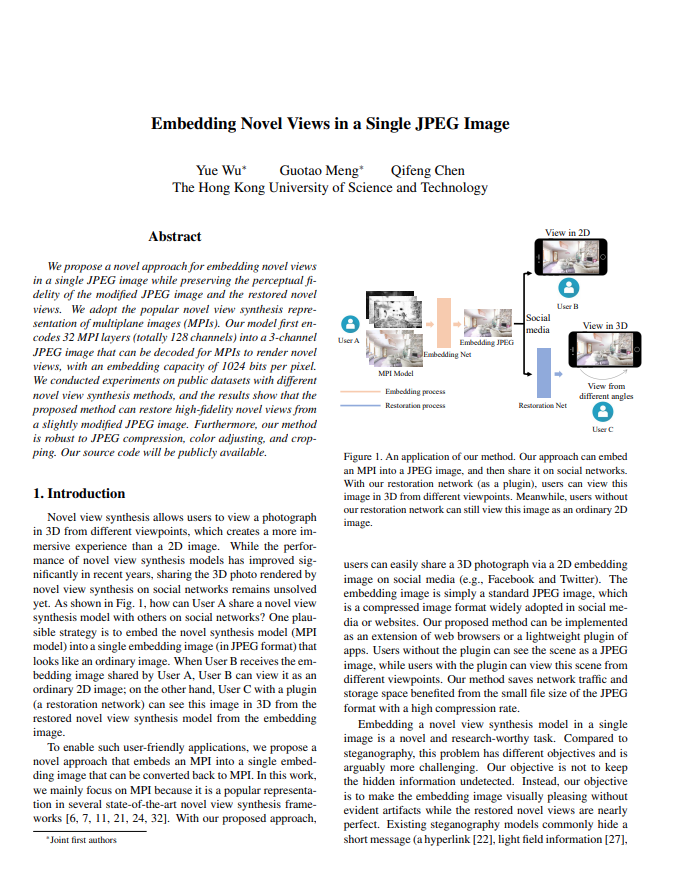 Embedding Novel Views in a Single JPEG Image
Yue Wu* Guotao Meng* Qifeng Chen
The Hong Kong University of Science and Technology
Abstract
We propose a novel approach for embedding novel views
in a single JPEG image while preserving the perceptual fi-
delity of the modified JPEG image and the restored novel
views. We adopt the popular novel view synthesis repre-
sentation of multiplane images (MPIs). Our model first en-
codes 32 MPI layers (totally 128 channels) into a 3-channel
JPEG image that can be decoded for MPIs to render novel
views, with an embedding capacity of 1024 bits per pixel.
We conducted experiments on public datasets with different
novel view synthesis methods, and the results show that the
proposed method can restore high-fidelity novel views from
a slightly modified JPEG image. Furthermore, our method
is robust to JPEG compression, color adjusting, and crop-
ping. Our source code will be publicly available.
1. Introduction
Novel view synthesis allows users to view a photograph
in 3D from different viewpoints, which creates a more im-
mersive experience than a 2D image. While the perfor-
mance of novel view synthesis models has improved sig-
nificantly in recent years, sharing the 3D photo rendered by
novel view synthesis on social networks remains unsolved
yet. As shown in Fig. 1, how can User A share a novel view
synthesis model with others on social networks? One plau-
sible strategy is to embed the novel synthesis model (MPI
model) into a single embedding image (in JPEG format) that
looks like an ordinary image. When User B receives the em-
bedding image shared by User A, User B can view it as an
ordinary 2D image; on the other hand, User C with a plugin
(a restoration network) can see this image in 3D from the
restored novel view synthesis model from the embedding
image.
To enable such user-friendly applications, we propose a
novel approach that embeds an MPI into a single embed-
ding image that can be converted back to MPI. In this work,
we mainly focus on MPI because it is a popular representa-
tion in several state-of-the-art novel view synthesis frame-
works [6, 7, 11, 21, 24, 32]. With our proposed approach,
*Joint first authors
View in 2D
User B
User A
Social
media
View in 3D
Embedding JPEG
Embedding Net
MPI Model
View from
different angles
Embedding process
Restoration process
Restoration Net
User C
Figure 1. An application of our method. Our approach can embed
an MPI into a JPEG image, and then share it on social networks.
With our restoration network (as a plugin), users can view this
image in 3D from different viewpoints. Meanwhile, users without
our restoration network can still view this image as an ordinary 2D
image.
users can easily share a 3D photograph via a 2D embedding
image on social media (e.g., Facebook and Twitter). The
embedding image is simply a standard JPEG image, which
is a compressed image format widely adopted in social me-
dia or websites. Our proposed method can be implemented
as an extension of web browsers or a lightweight plugin of
apps. Users without the plugin can see the scene as a JPEG
image, while users with the plugin can view this scene from
different viewpoints. Our method saves network traffic and
storage space benefited from the small file size of the JPEG
format with a high compression rate.
Embedding a novel view synthesis model in a single
image is a novel and research-worthy task. Compared to
steganography, this problem has different objectives and is
arguably more challenging. Our objective is not to keep
the hidden information undetected. Instead, our objective
is to make the embedding image visually pleasing without
evident artifacts while the restored novel views are nearly
perfect. Existing steganography models commonly hide a
short message (a hyperlink [22], light field information [27],